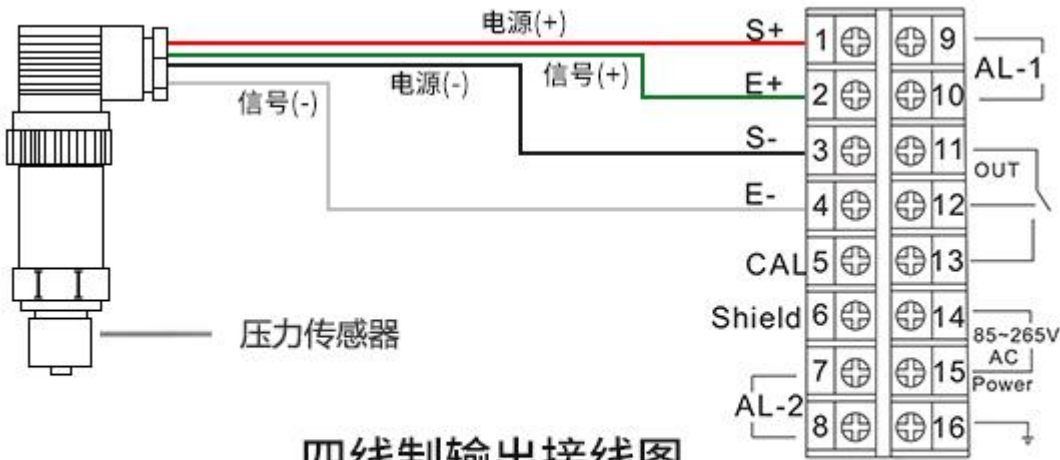 电源(+)
信号(+)
电源(-)
信号(-)
压力传感器
S+
E+
S-
E-
CAL
Shield
AL-2
1
2
3
4
5
6
7
8
9
10
11
12
13
14
15
16
AL-1
OUT
85~265V
AC
Power
四线制输出接线图